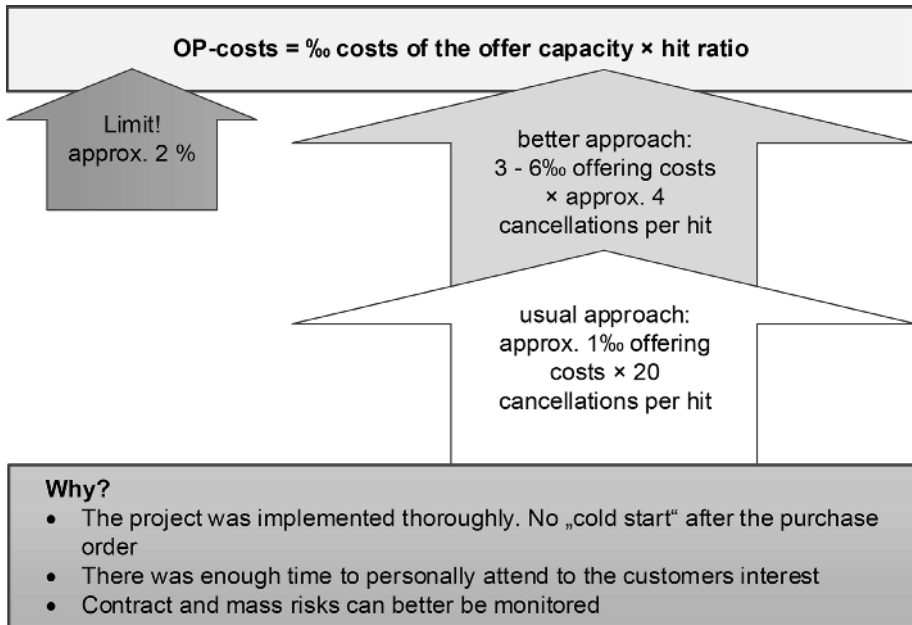 OP-costs = ‰ costs of the offer capacity × hit ratio
Limit!
approx. 2 %
better approach:
3 - 6‰ offering costs
× approx. 4
cancellations per hit
usual approach:
approx. 1‰ offering
costs × 20
cancellations per hit
Why?
• The project was implemented thoroughly. No „cold start“ after the purchase
order
• There was enough time to personally attend to the customers interest
• Contract and mass risks can better be monitored